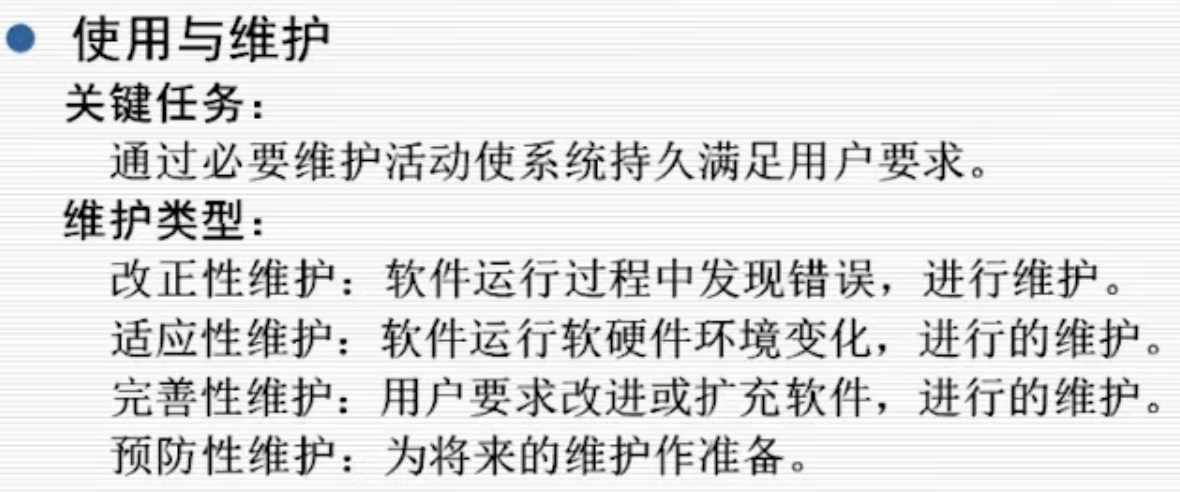 使用与维护
关键任务：
通过必要维护活动使系统持久满足用户要求。
维护类型：
改正性维护：软件运行过程中发现错误，进行维护。
适应性维护：软件运行软硬件环境变化，进行的维护。
完善性维护：用户要求改进或扩充软件，进行的维护。
预防性维护：为将来的维护作准备。